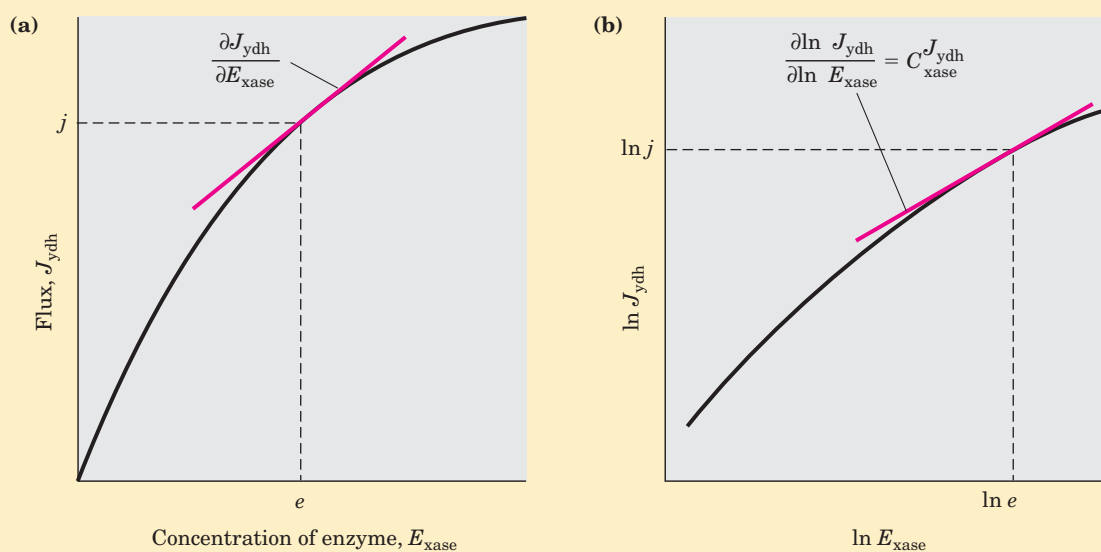 (a)
∂J_ydh
∂E_xase
j
Flux, J_ydh
e
Concentration of enzyme, E_xase
(b)
∂ln J_ydh
∂ln E_xase
= C^J_ydh_xase
ln j
ln J_ydh
ln e
ln E_xase